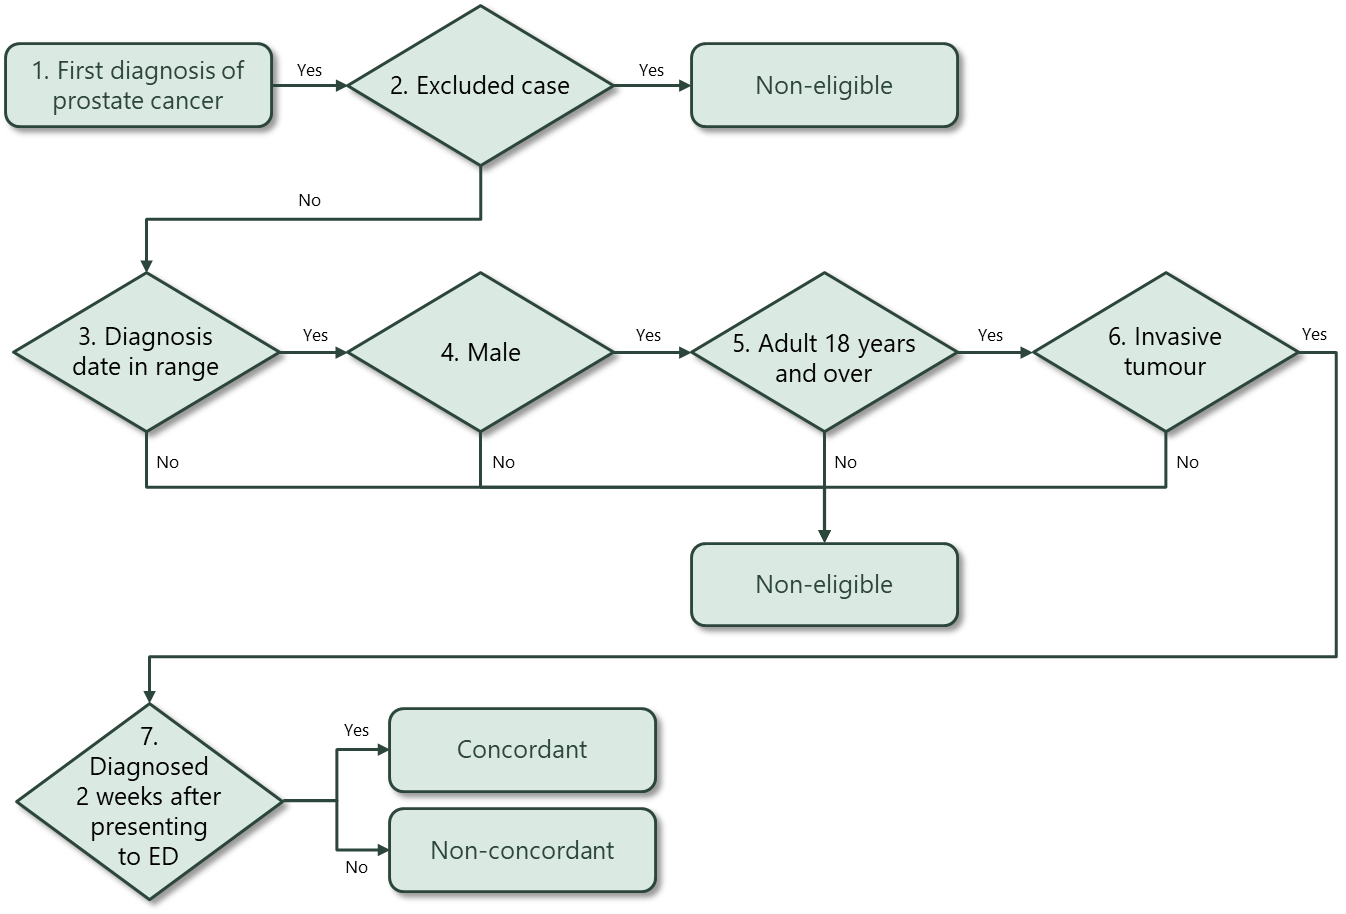 1. First diagnosis of
prostate cancer
Yes
2. Excluded case
Yes
Non-eligible
No
3. Diagnosis
date in range
Yes
4. Male
Yes
5. Adult 18 years
and over
Yes
6. Invasive
tumour
Yes
No
No
No
No
Non-eligible
7.
Diagnosed
2 weeks after
presenting
to ED
Yes
Concordant
No
Non-concordant